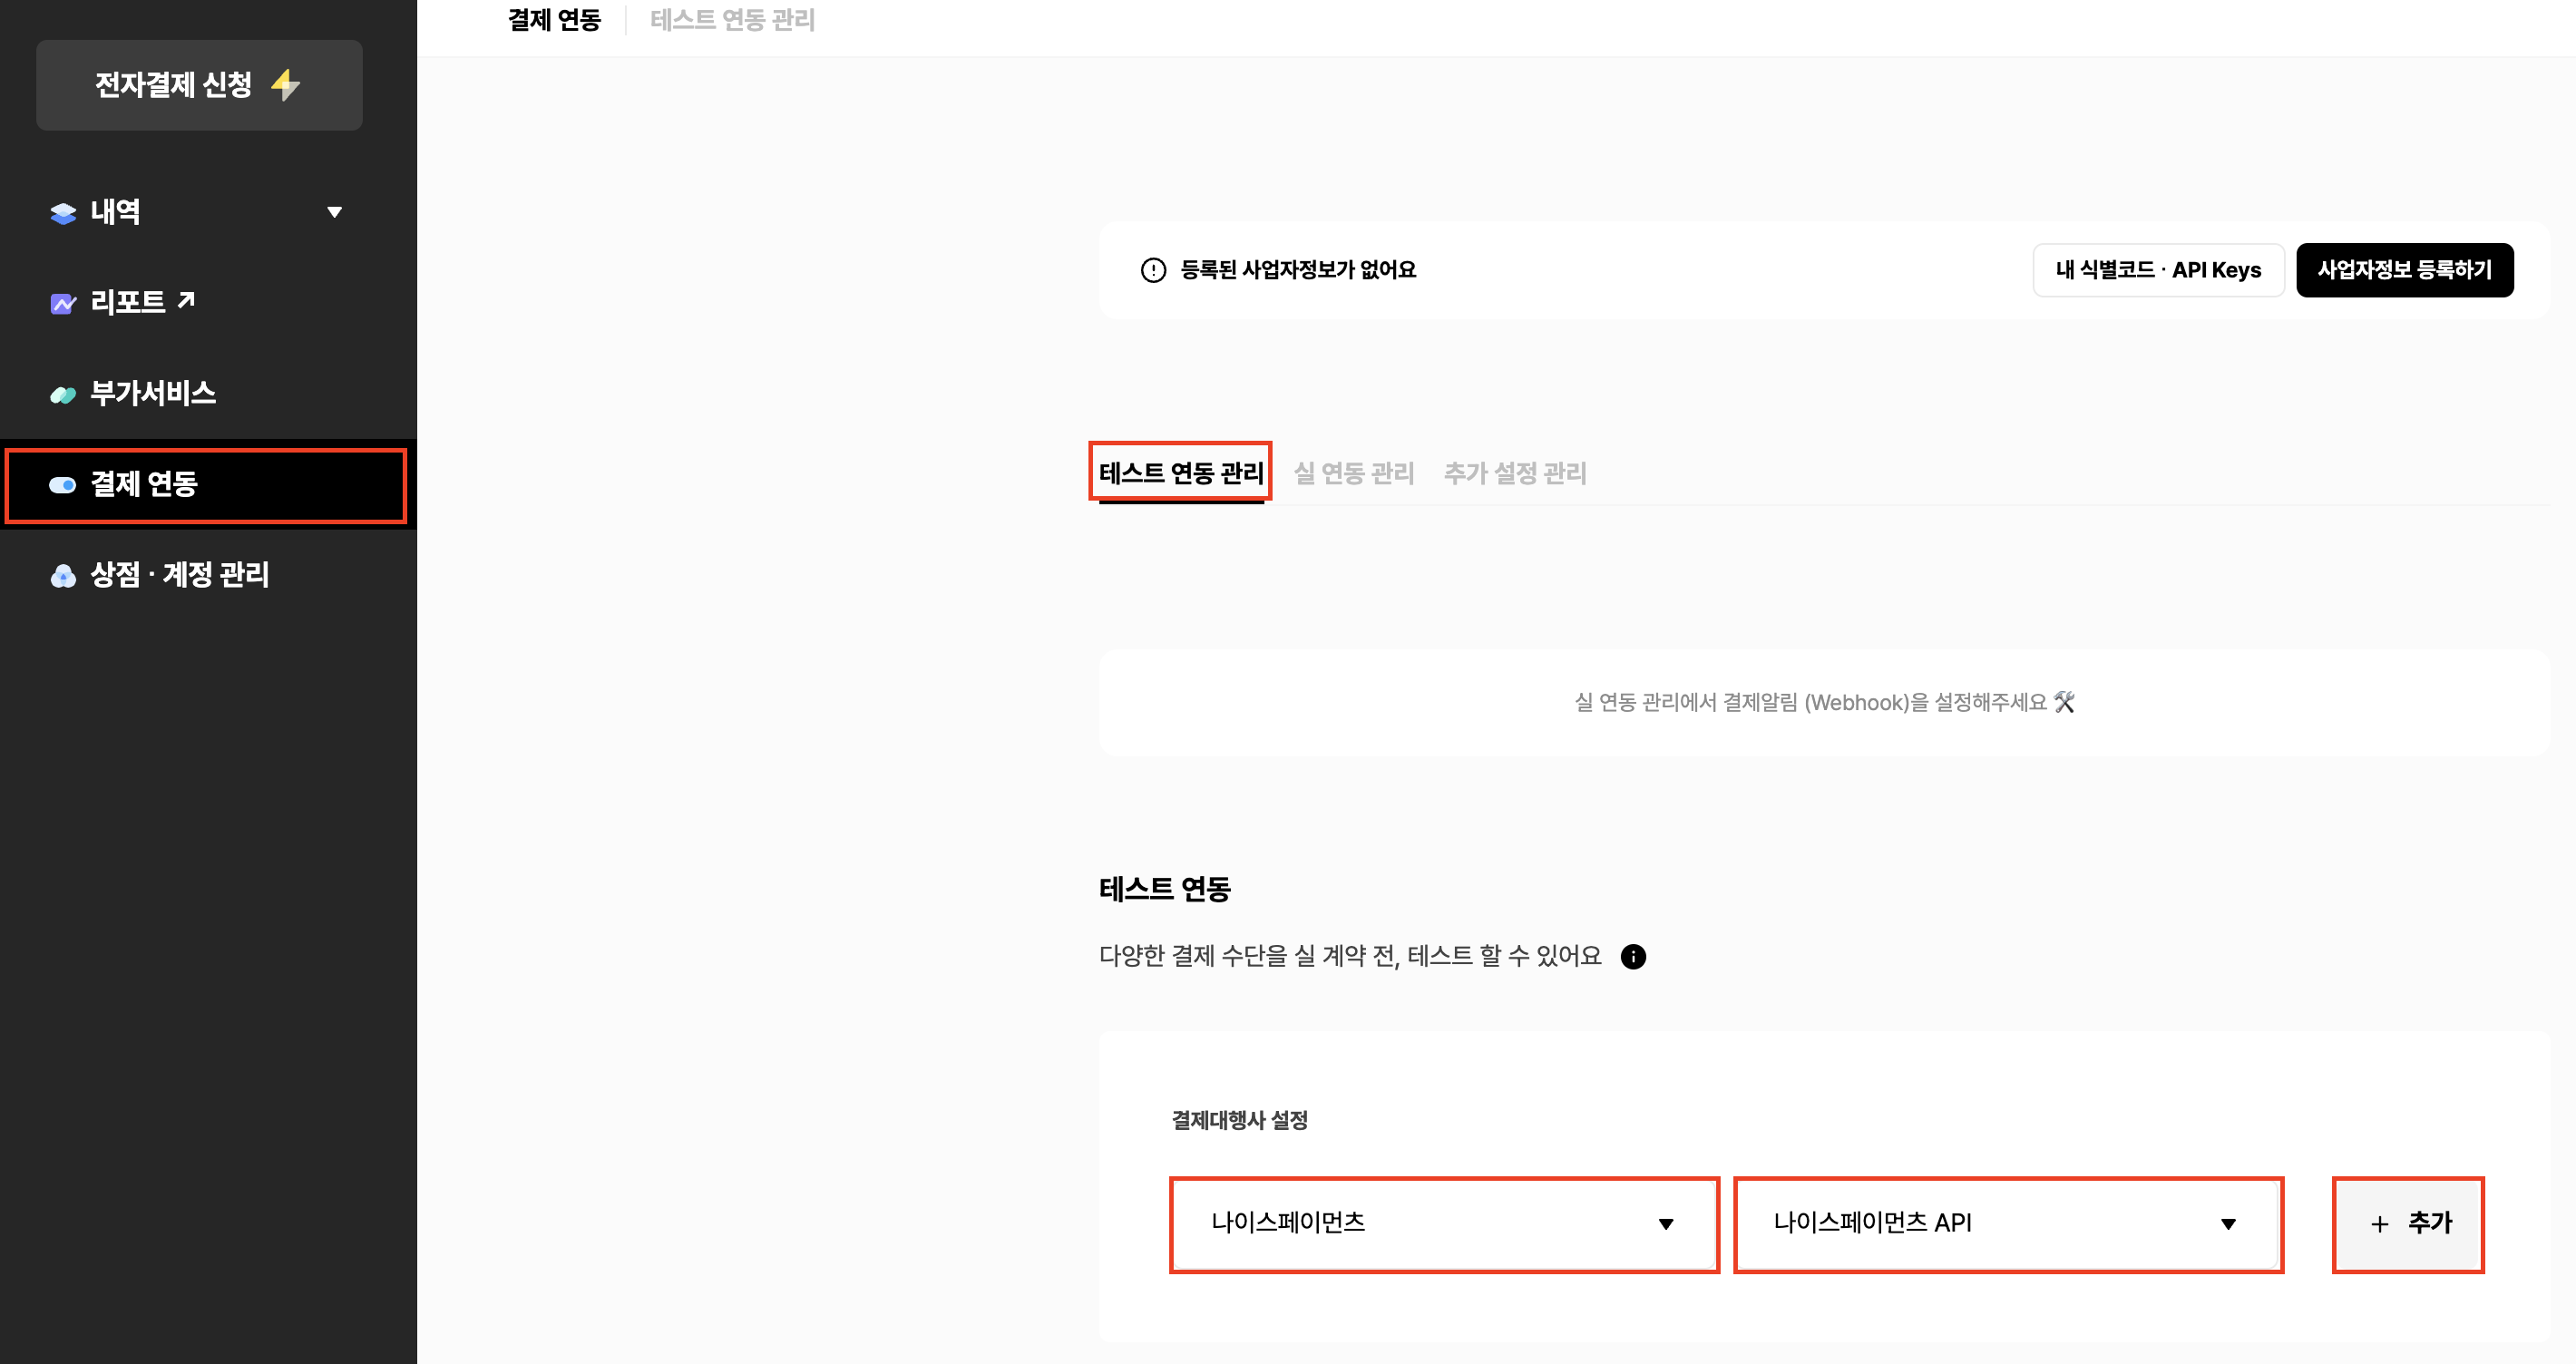 결제 연동
테스트 연동 관리
전자결제 신청
내역
리포트
부가서비스
결제 연동
상점 · 계정 관리
등록된 사업자정보가 없어요
내 식별코드 · API Keys
사업자정보 등록하기
테스트 연동 관리
실 연동 관리
추가 설정 관리
실 연동 관리에서 결제알림 (Webhook)을 설정해주세요
테스트 연동
다양한 결제 수단을 실 계약 전, 테스트 할 수 있어요
결제대행사 설정
나이스페이먼츠
나이스페이먼츠 API
+ 추가